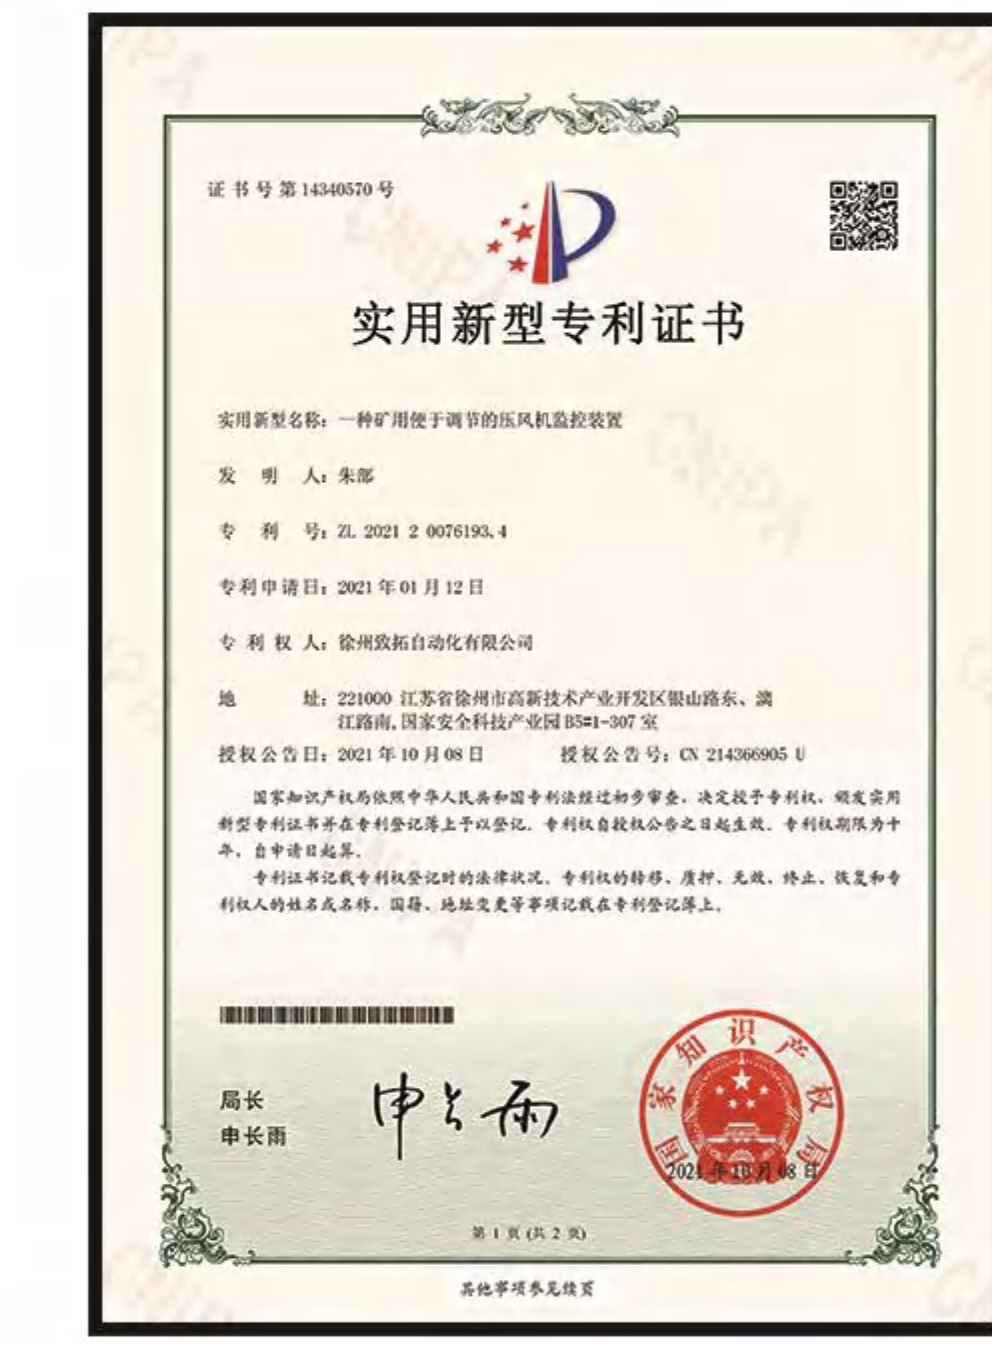 证书号第14340570号
实用新型专利证书
实用新型名称：一种矿用便于调节的压风机监控装置
发明人：朱部
专利号：ZL 2021 2 0076193.4
专利申请日：2021年01月12日
专利权人：徐州致拓自动化有限公司
地址：221000 江苏省徐州市高新技术产业开发区银山路东、漓
江路南,国家安全科技产业园B5#1-307室
授权公告日：2021年10月08日 授权公告号：CN 214366905 U
国家知识产权局依照中华人民共和国专利法经过初步审查，决定授予专利权，颁发实用
新型专利证书并在专利登记簿上予以登记。专利权自授权公告之日起生效。专利权期限为十
年，自申请日起算。
专利证书记载专利权登记时的法律状况。专利权的转移、质押、无效、终止、恢复和专
利权人的姓名或名称、国籍、地址变更等事项记载在专利登记簿上。
局长
申长雨
申长雨
国家知识产权局
2021年10月08日
第 1 页 (共 2 页)
其他事项参见续页
CNIPA